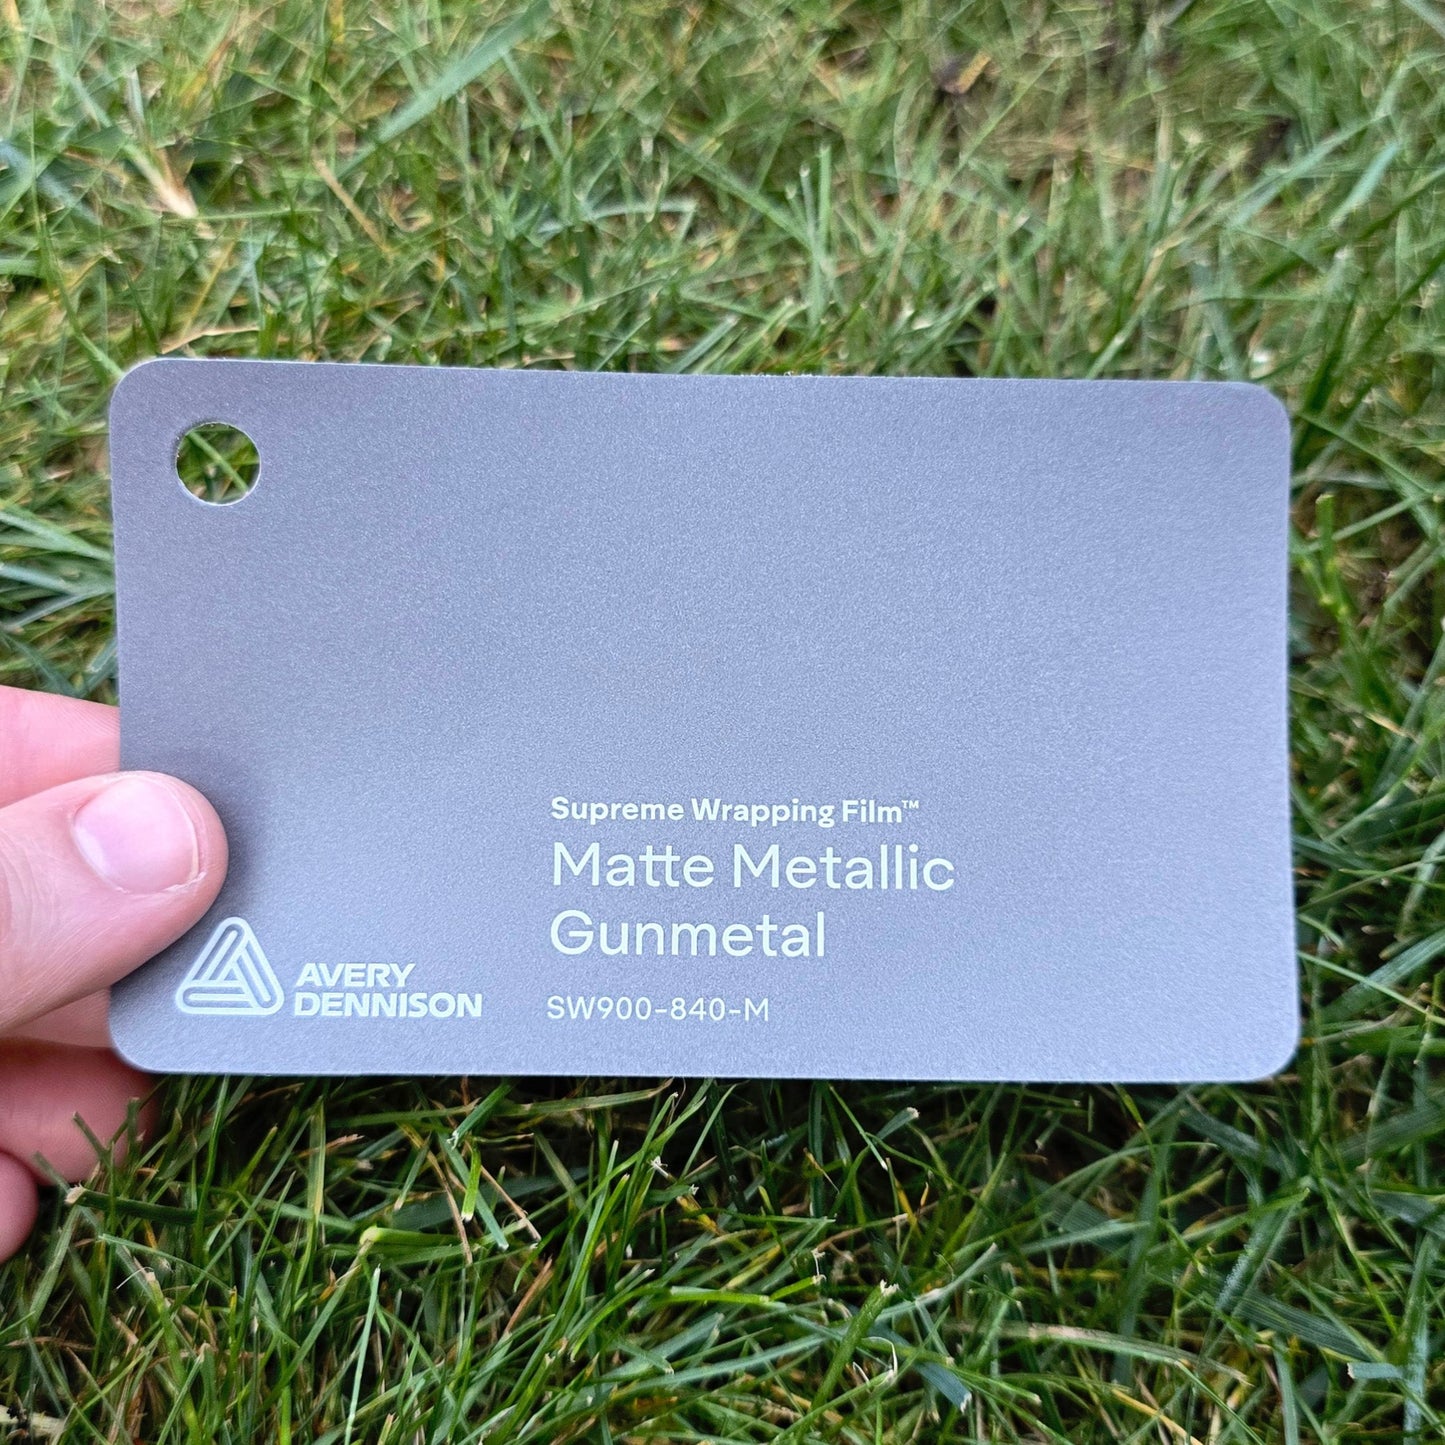 Supreme Wrapping Film™
Matte Metallic
Gunmetal
SW900-840-M
AVERY
DENNISON